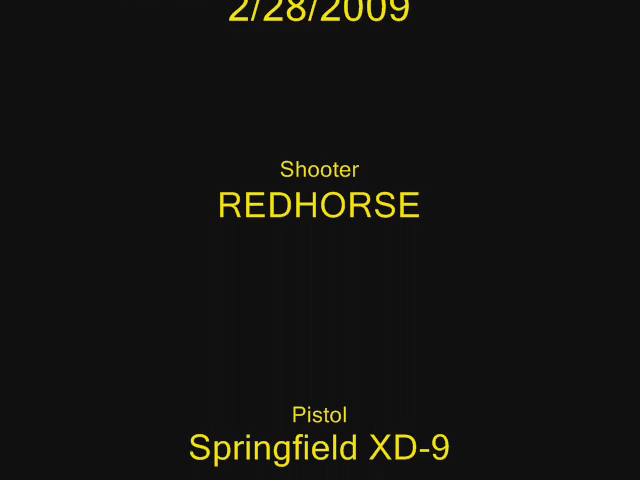 2/28/2009
Shooter
REDHORSE
Pistol
Springfield XD-9